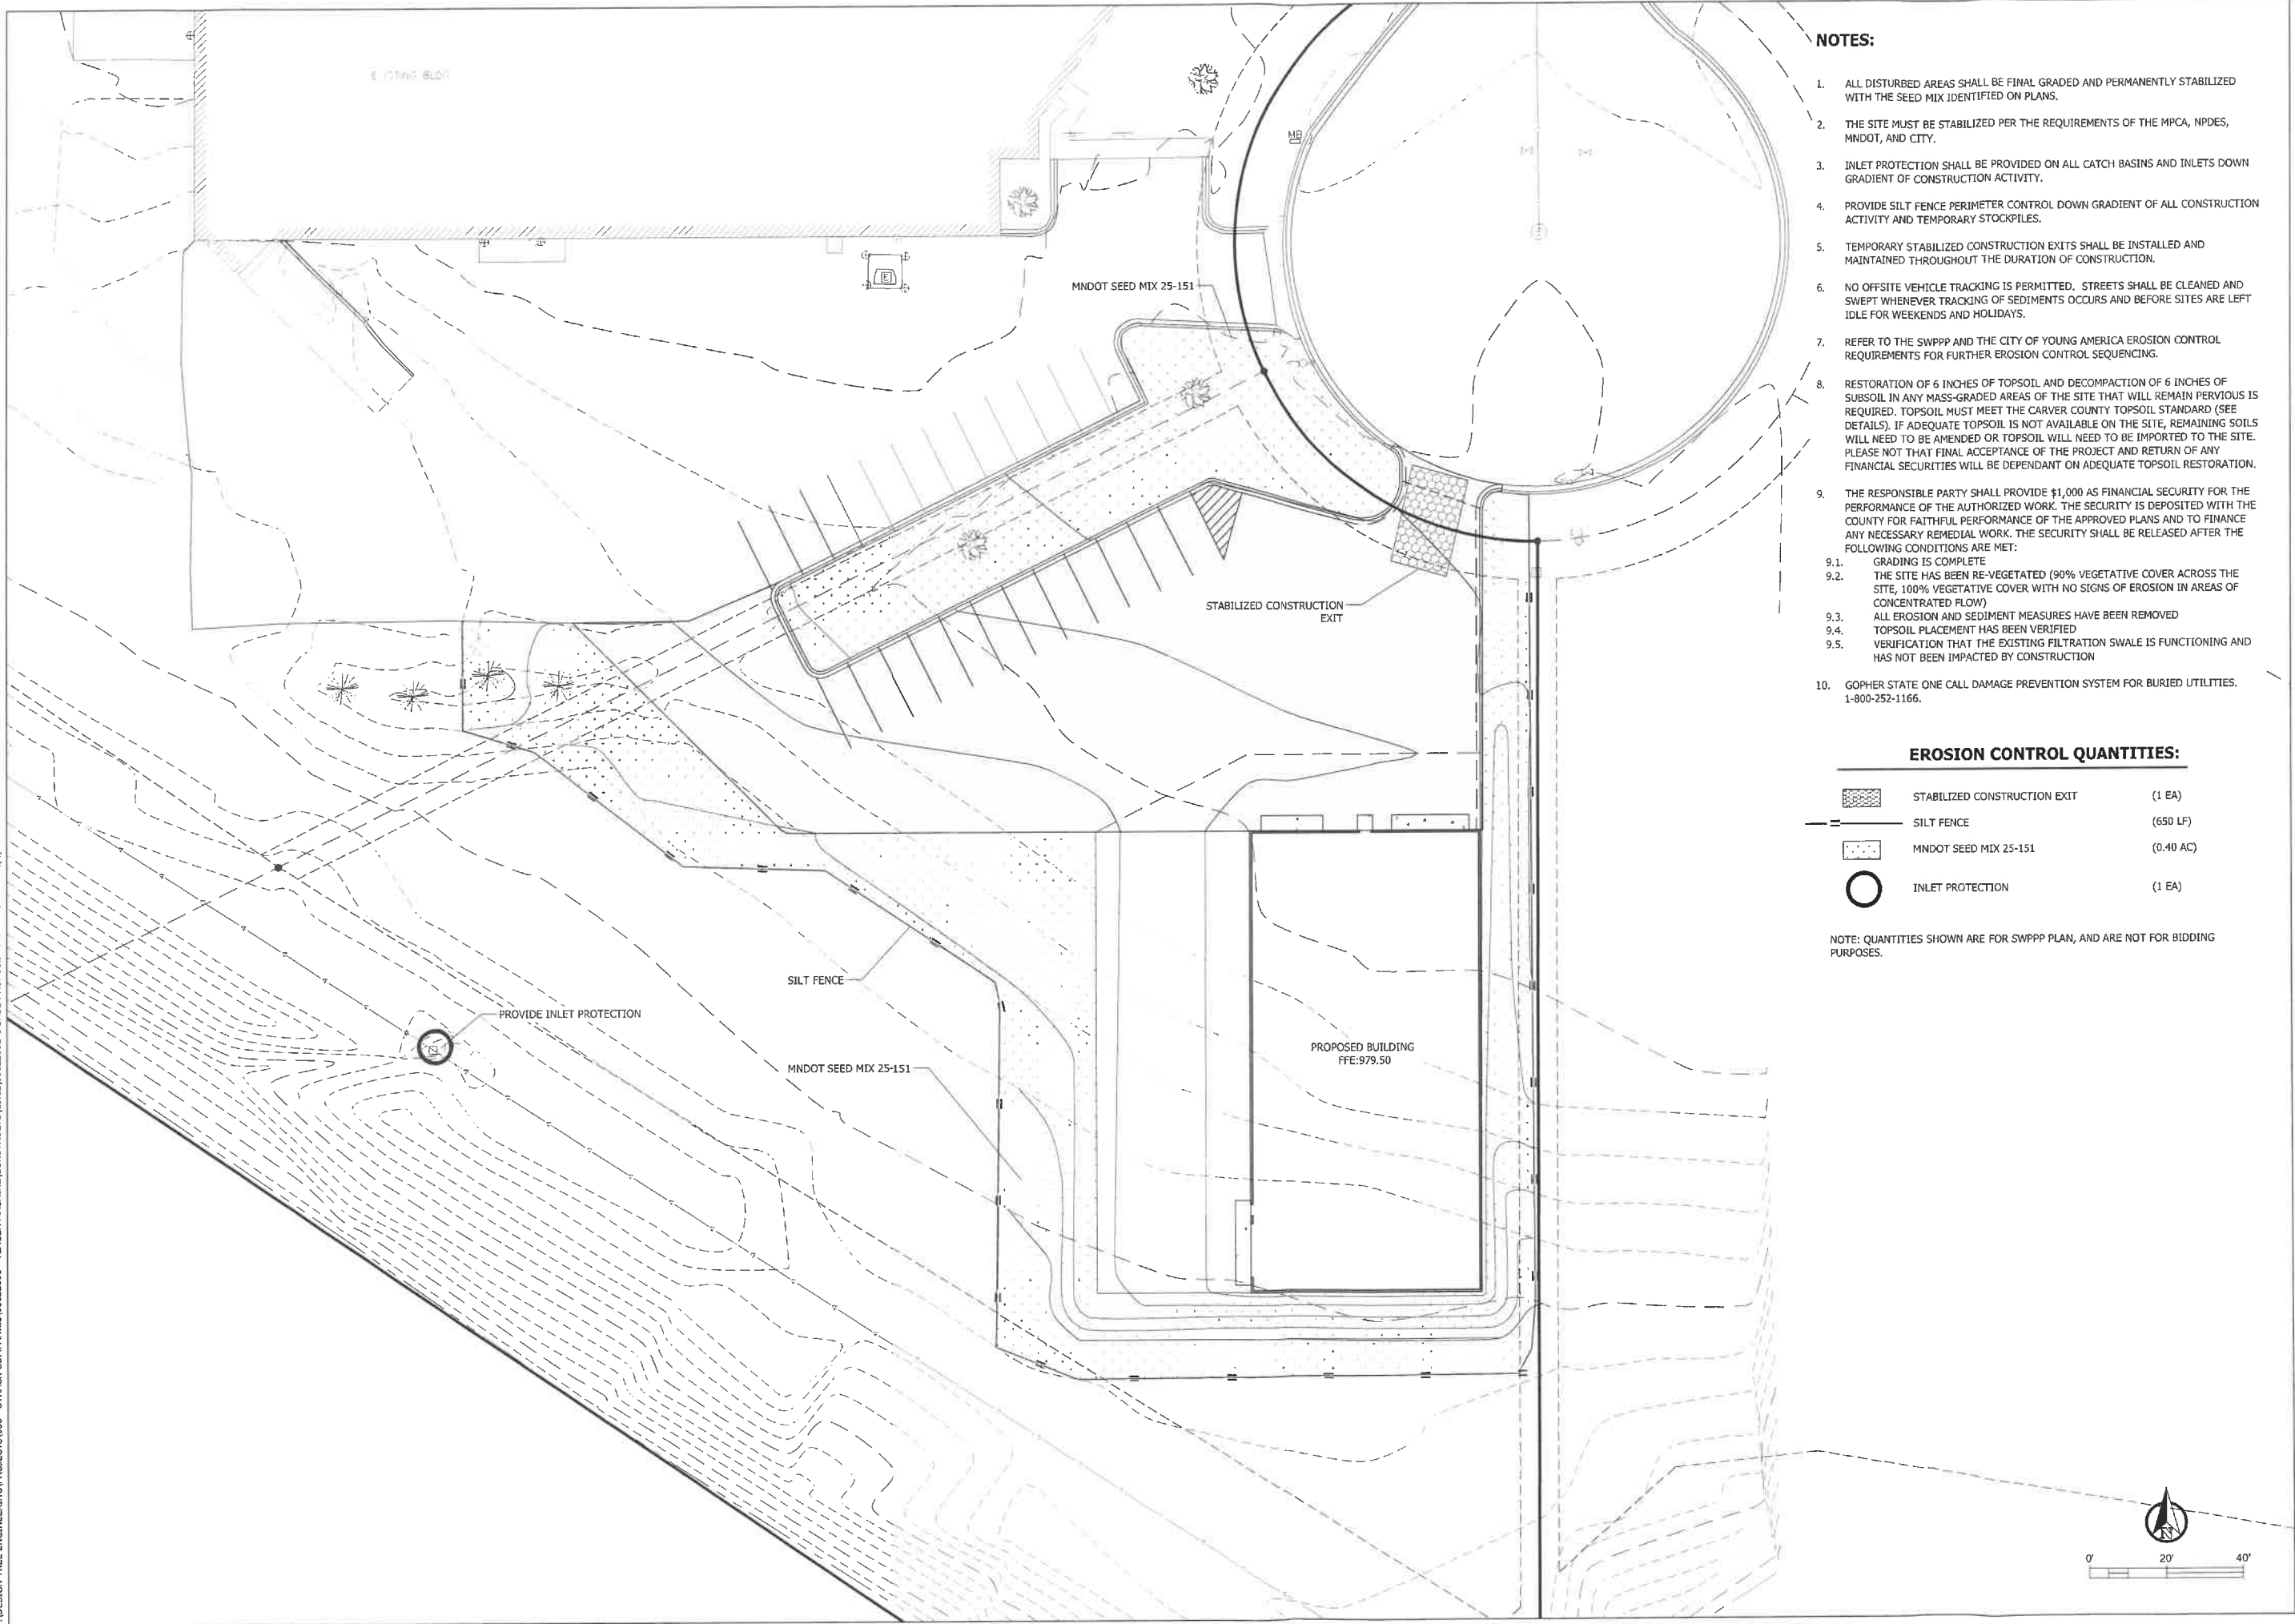 NOTES:
1. ALL DISTURBED AREAS SHALL BE FINAL GRADED AND PERMANENTLY STABILIZED
WITH THE SEED MIX IDENTIFIED ON PLANS.
2. THE SITE MUST BE STABILIZED PER THE REQUIREMENTS OF THE MPCA, NPDES,
MNDOT, AND CITY.
3. INLET PROTECTION SHALL BE PROVIDED ON ALL CATCH BASINS AND INLETS DOWN
GRADIENT OF CONSTRUCTION ACTIVITY.
4. PROVIDE SILT FENCE PERIMETER CONTROL DOWN GRADIENT OF ALL CONSTRUCTION
ACTIVITY AND TEMPORARY STOCKPILES.
5. TEMPORARY STABILIZED CONSTRUCTION EXITS SHALL BE INSTALLED AND
MAINTAINED THROUGHOUT THE DURATION OF CONSTRUCTION.
6. NO OFFSITE VEHICLE TRACKING IS PERMITTED. STREETS SHALL BE CLEANED AND
SWEPT WHENEVER TRACKING OF SEDIMENTS OCCURS AND BEFORE SITES ARE LEFT
IDLE FOR WEEKENDS AND HOLIDAYS.
7. REFER TO THE SWPPP AND THE CITY OF YOUNG AMERICA EROSION CONTROL
REQUIREMENTS FOR FURTHER EROSION CONTROL SEQUENCING.
8. RESTORATION OF 6 INCHES OF TOPSOIL AND DECOMPACTION OF 6 INCHES OF
SUBSOIL IN ANY MASS-GRADED AREAS OF THE SITE THAT WILL REMAIN PERVIOUS IS
REQUIRED. TOPSOIL MUST MEET THE CARVER COUNTY TOPSOIL STANDARD (SEE
DETAILS). IF ADEQUATE TOPSOIL IS NOT AVAILABLE ON THE SITE, REMAINING SOILS
WILL NEED TO BE AMENDED OR TOPSOIL WILL NEED TO BE IMPORTED TO THE SITE.
PLEASE NOT THAT FINAL ACCEPTANCE OF THE PROJECT AND RETURN OF ANY
FINANCIAL SECURITIES WILL BE DEPENDANT ON ADEQUATE TOPSOIL RESTORATION.
9. THE RESPONSIBLE PARTY SHALL PROVIDE $1,000 AS FINANCIAL SECURITY FOR THE
PERFORMANCE OF THE AUTHORIZED WORK. THE SECURITY IS DEPOSITED WITH THE
COUNTY FOR FAITHFUL PERFORMANCE OF THE APPROVED PLANS AND TO FINANCE
ANY NECESSARY REMEDIAL WORK. THE SECURITY SHALL BE RELEASED AFTER THE
FOLLOWING CONDITIONS ARE MET:
9.1. GRADING IS COMPLETE
9.2. THE SITE HAS BEEN RE-VEGETATED (90% VEGETATIVE COVER ACROSS THE
SITE, 100% VEGETATIVE COVER WITH NO SIGNS OF EROSION IN AREAS OF
CONCENTRATED FLOW)
9.3. ALL EROSION AND SEDIMENT MEASURES HAVE BEEN REMOVED
9.4. TOPSOIL PLACEMENT HAS BEEN VERIFIED
9.5. VERIFICATION THAT THE EXISTING FILTRATION SWALE IS FUNCTIONING AND
HAS NOT BEEN IMPACTED BY CONSTRUCTION
10. GOPHER STATE ONE CALL DAMAGE PREVENTION SYSTEM FOR BURIED UTILITIES.
1-800-252-1166.
EROSION CONTROL QUANTITIES:
STABILIZED CONSTRUCTION EXIT (1 EA)
SILT FENCE (650 LF)
MNDOT SEED MIX 25-151 (0.40 AC)
INLET PROTECTION (1 EA)
NOTE: QUANTITIES SHOWN ARE FOR SWPPP PLAN, AND ARE NOT FOR BIDDING
PURPOSES.
BLDG
MB
E
MNDOT SEED MIX 25-151
STABILIZED CONSTRUCTION
EXIT
SILT FENCE
PROVIDE INLET PROTECTION
MNDOT SEED MIX 25-151
PROPOSED BUILDING
FFE:979.50
N
0' 20' 40'